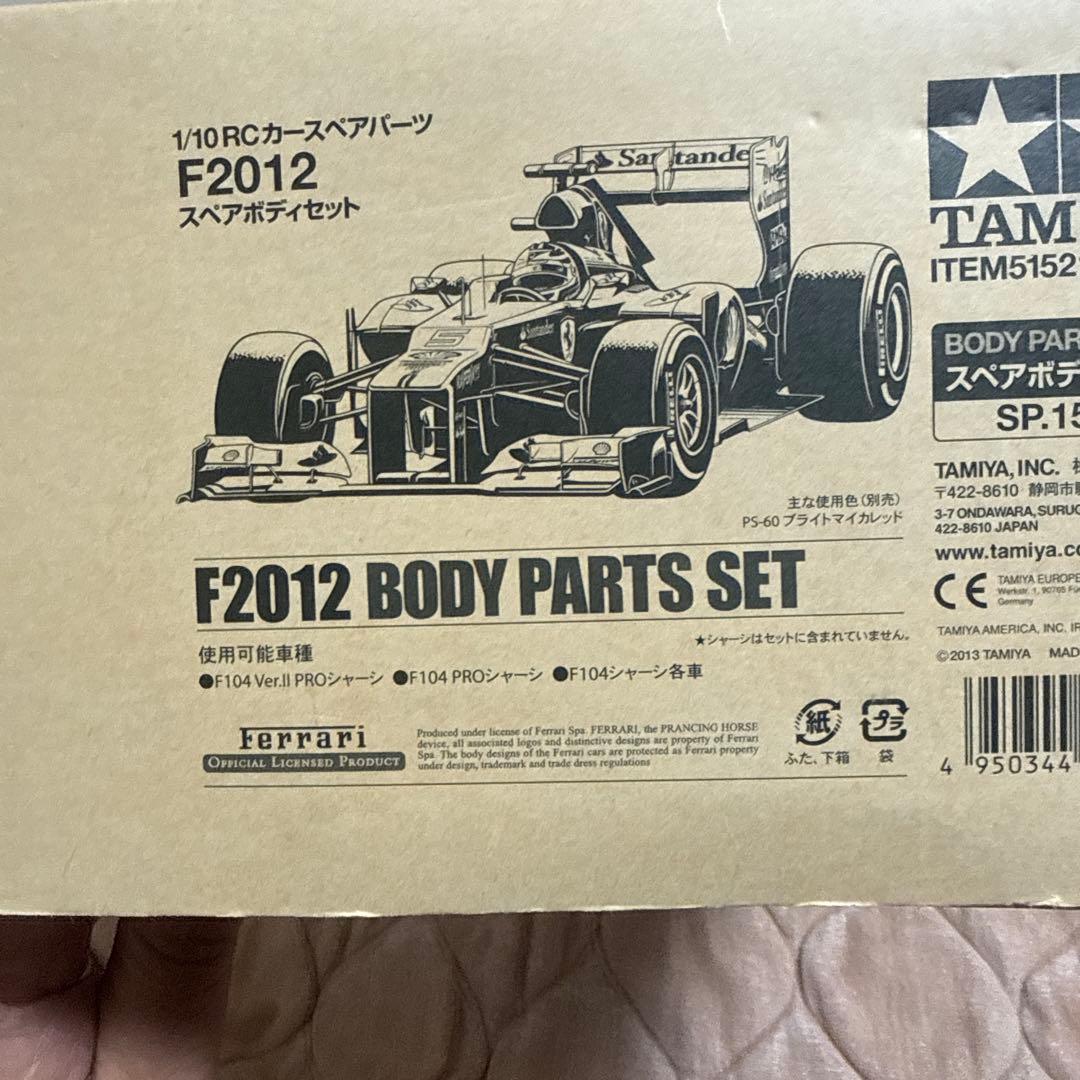 1/10 RCカースペアパーツ
F2012
スペアボディセット
Santander
Santander
5
PIRELLI
主な使用色(別売)
PS-60 ブライトマイカレッド
F2012 BODY PARTS SET
★シャーシはセットに含まれていません。
使用可能車種
●F104 Ver.II PROシャーシ ●F104 PROシャーシ ●F104シャーシ各車
Ferrari
OFFICIAL LICENSED PRODUCT
Produced under license of Ferrari Spa. FERRARI, the PRANCING HORSE
device, all associated logos and distinctive designs are property of Ferrari
Spa. The body designs of the Ferrari cars are protected as Ferrari property
under design, trademark and trade dress regulations
紙
ふた、下箱
プラ
袋
TAM
ITEM5152
BODY PAR
スペアボデ
SP.15
TAMIYA, INC.
〒422-8610 静岡市
3-7 ONDAWARA, SURUG
422-8610 JAPAN
www.tamiya.co
CE
TAMIYA EUROPE
Werkstr. 1, 90765 Fü
Germany
TAMIYA AMERICA, INC.
©2013 TAMIYA MAD
4 950344